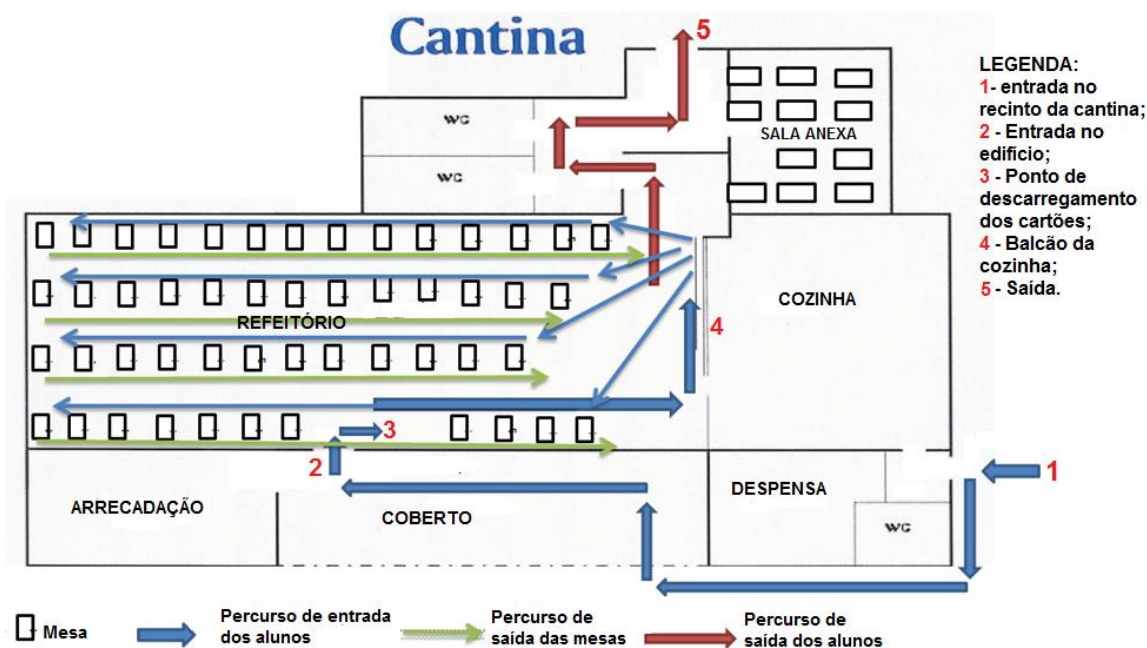 Cantina
5
LEGENDA:
1- entrada no
recinto da cantina;
2 - Entrada no
edifício;
3 - Ponto de
descarregamento
dos cartões;
4 - Balcão da
cozinha;
5 - Saída.
WC
WC
SALA ANEXA
REFEITÓRIO
COZINHA
4
3
2
1
ARRECADAÇÃO
COBERTO
DESPENSA
WC
Mesa
Percurso de entrada
dos alunos
Percurso de
saída das mesas
Percurso de
saída dos alunos